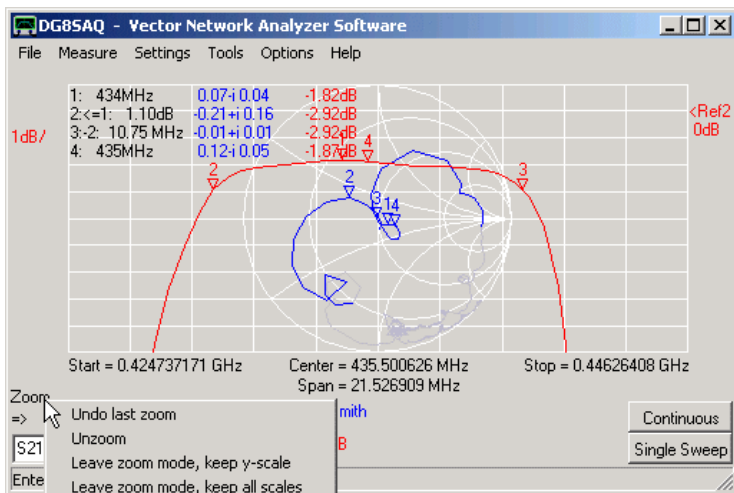 DG8SAQ - Vector Network Analyzer Software
File Measure Settings Tools Options Help
1: 434MHz 0.07-i 0.04 -1.82dB
2:<=1: 1.10dB -0.21+i 0.16 -2.92dB
3:-2: 10.75 MHz -0.01+i 0.01 -2.92dB
4: 435MHz 0.12-i 0.05 -1.87dB
<Ref2
0dB
1dB/
1 4
2 3
2
3 1 4
Start = 0.424737171 GHz Center = 435.500626 MHz Stop = 0.44626408 GHz
Span = 21.526909 MHz
Zoom
=> Undo last zoom mith Continuous
S21 Unzoom B Single Sweep
Leave zoom mode, keep y-scale
Ente Leave zoom mode, keep all scales